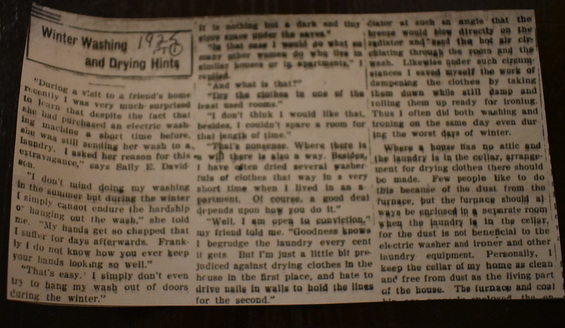 Winter Washing
and Drying Hints
1925
"During a visit to a friend's home
recently I was very much surprised
to learn that despite the fact that
she had purchased an electric wash-
ing machine a short time before,
she was still sending her wash to a
laundry. I asked her reason for this
extravagance," says Sally E. David-
son.
"I don't mind doing my washing
in the summer but during the winter
I simply cannot endure the hardship
of hanging out the wash," she told
me. "My hands get so chapped that
I suffer for days afterwards. Frank-
ly I do not know how you ever keep
your hands looking so well."
"That's easy. I simply don't even
try to hang my wash out of doors
during the winter."
it is nothing but a dark and tiny
space under the eaves."
"In that case I would do what so
many other women do who live in
similar houses or in apartments," I
replied.
"And what is that?"
"Dry the clothes in one of the
least used rooms."
"I don't think I would like that,
besides, I couldn't spare a room for
that length of time."
"That's nonsense. Where there is
a will there is also a way. Besides,
I have often dried several washer
fuls of clothes that way in a very
short time when I lived in an a-
partment. Of course, a good deal
depends upon how you do it."
"Well, I am open to conviction,"
my friend told me. "Goodness knows
I begrudge the laundry every cent
it gets. But I'm just a little bit pre-
judiced against drying clothes in the
house in the first place, and hate to
drive nails in walls to hold the lines
for the second."
diator at such an angle that the
breeze would blow directly on the
radiator and send the hot air cir-
culating through the room and the
wash. Likewise under such circum-
stances I saved myself the work of
dampening the clothes by taking
them down while still damp and
rolling them up ready for ironing.
Thus I often did both washing and
ironing on the same day even dur-
ing the worst days of winter.
Where a house has no attic and
the laundry is in the cellar, arrange-
ment for drying clothes there should
be made. Few people like to do
this because of the dust from the
furnace, but the furnace should al-
ways be enclosed in a separate room
when the laundry is in the cellar,
for the dust is not beneficial to the
electric washer and ironer and other
laundry equipment. Personally, I
keep the cellar of my home as clean
and free from dust as the living part
of the house. The furnace and coal
enclosed the